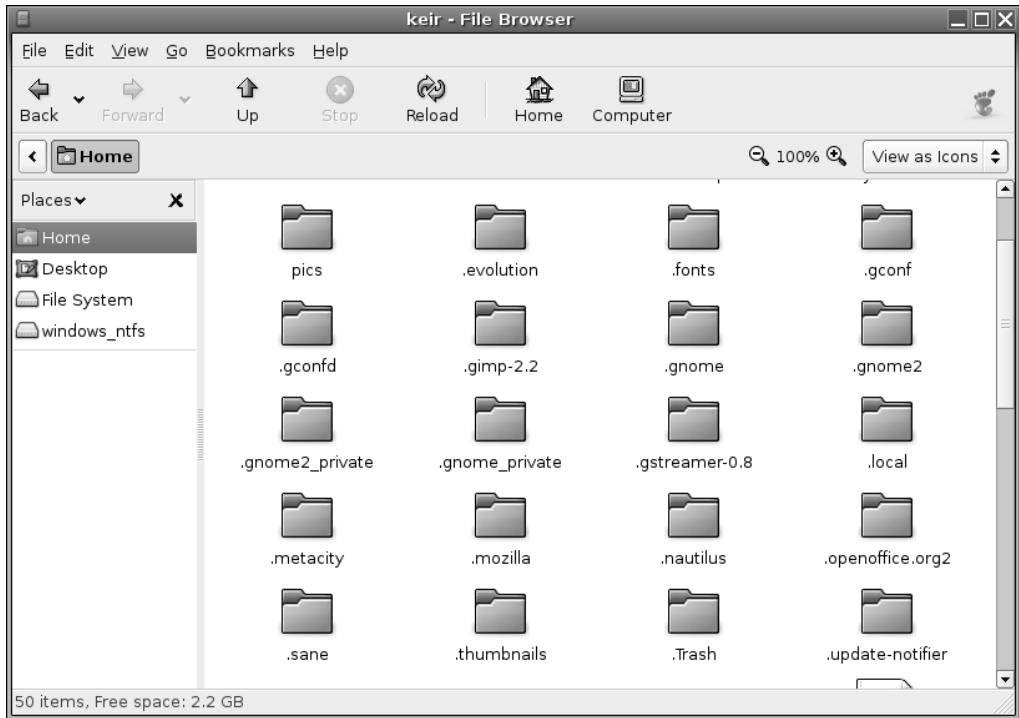 keir - File Browser
File Edit View Go Bookmarks Help
Back Forward Up Stop Reload Home Computer
Home 100% View as Icons
Places
Home
Desktop
File System
windows_ntfs
pics .evolution .fonts .gconf
.gconfd .gimp-2.2 .gnome .gnome2
.gnome2_private .gnome_private .gstreamer-0.8 .local
.metacity .mozilla .nautilus .openoffice.org2
.sane .thumbnails .Trash .update-notifier
50 items, Free space: 2.2 GB